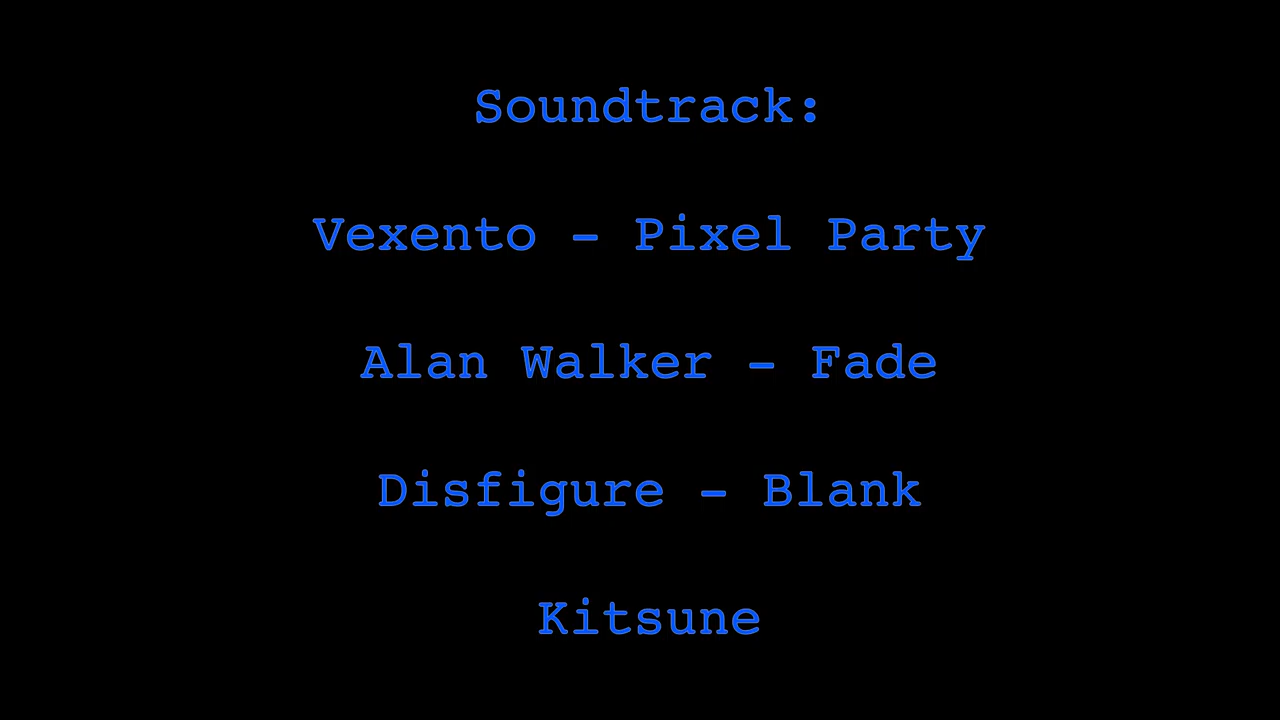 Soundtrack:
Vexento - Pixel Party
Alan Walker - Fade
Disfigure - Blank
Kitsune